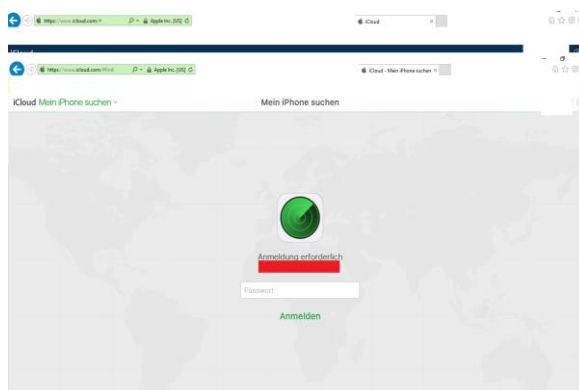 https://www.icloud.com/# Apple Inc. [US] iCloud
iCloud
https://www.icloud.com/#find Apple Inc. [US] iCloud - Mein iPhone suchen
iCloud Mein iPhone suchen Mein iPhone suchen
Anmeldung erforderlich
Passwort
Anmelden